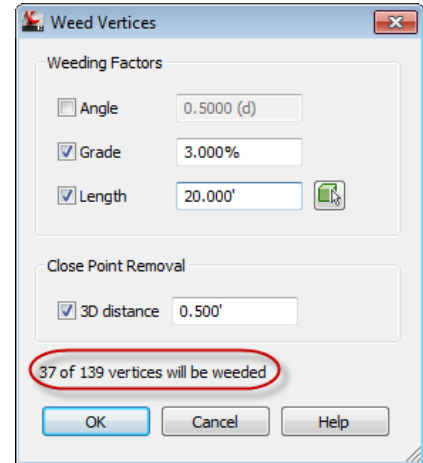 Weed Vertices
Weeding Factors
Angle 0.5000 (d)
Grade 3.000%
Length 20.000'
Close Point Removal
3D distance 0.500'
37 of 139 vertices will be weeded
OK Cancel Help